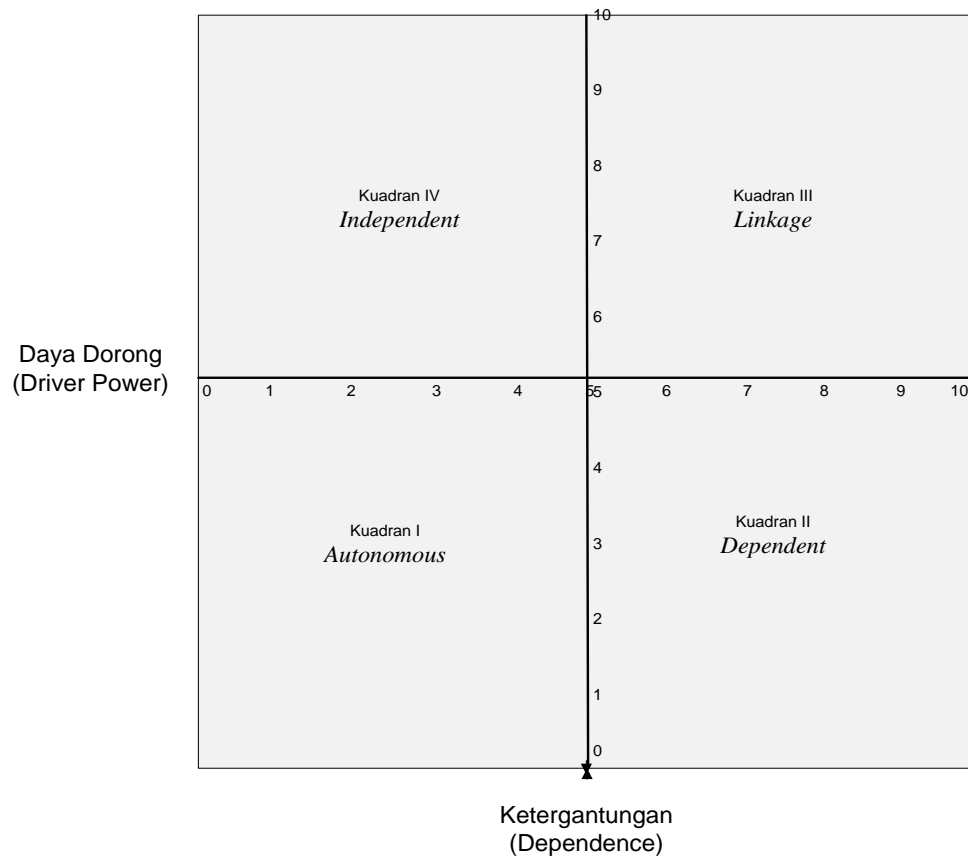 10
9
8
Kuadran IV
Independent
Kuadran III
Linkage
7
6
Daya Dorong
(Driver Power)
0 1 2 3 4 5 5 6 7 8 9 10
4
Kuadran I
Autonomous
Kuadran II
Dependent
3
2
1
0
Ketergantungan
(Dependence)